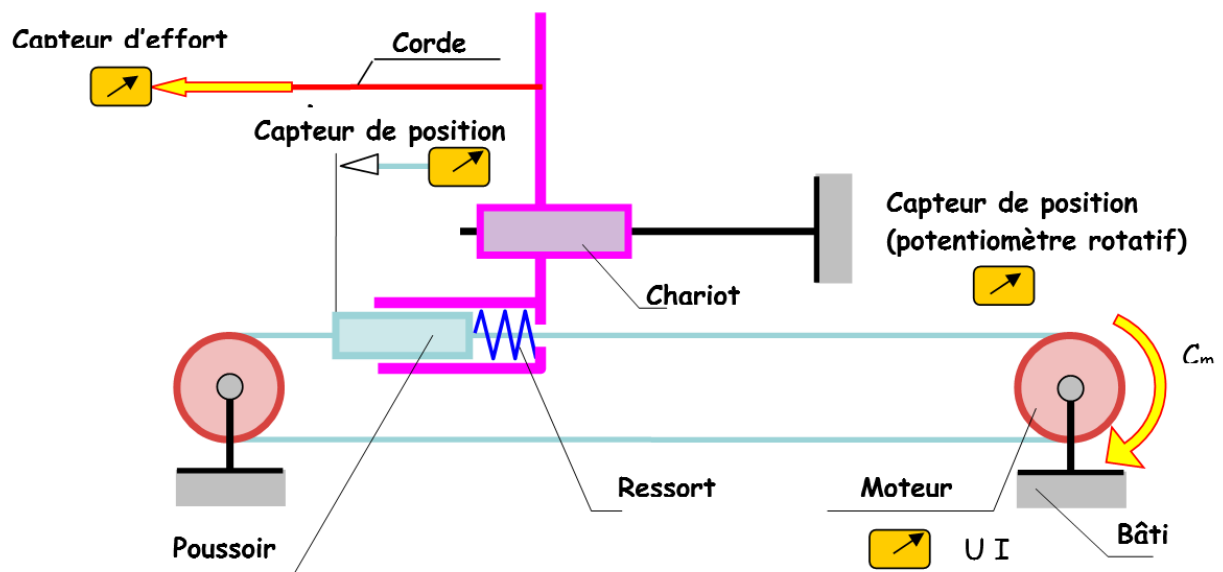 Capteur d'effort
Corde
Capteur de position
Capteur de position
(potentiomètre rotatif)
Chariot
Cm
Ressort
Moteur
Bâti
Poussoir
U I